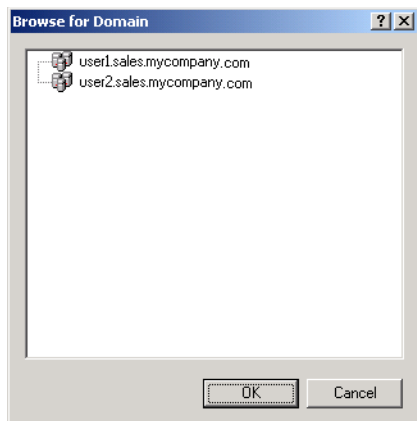 Browse for Domain
user1.sales.mycompany.com
user2.sales.mycompany.com
OK
Cancel